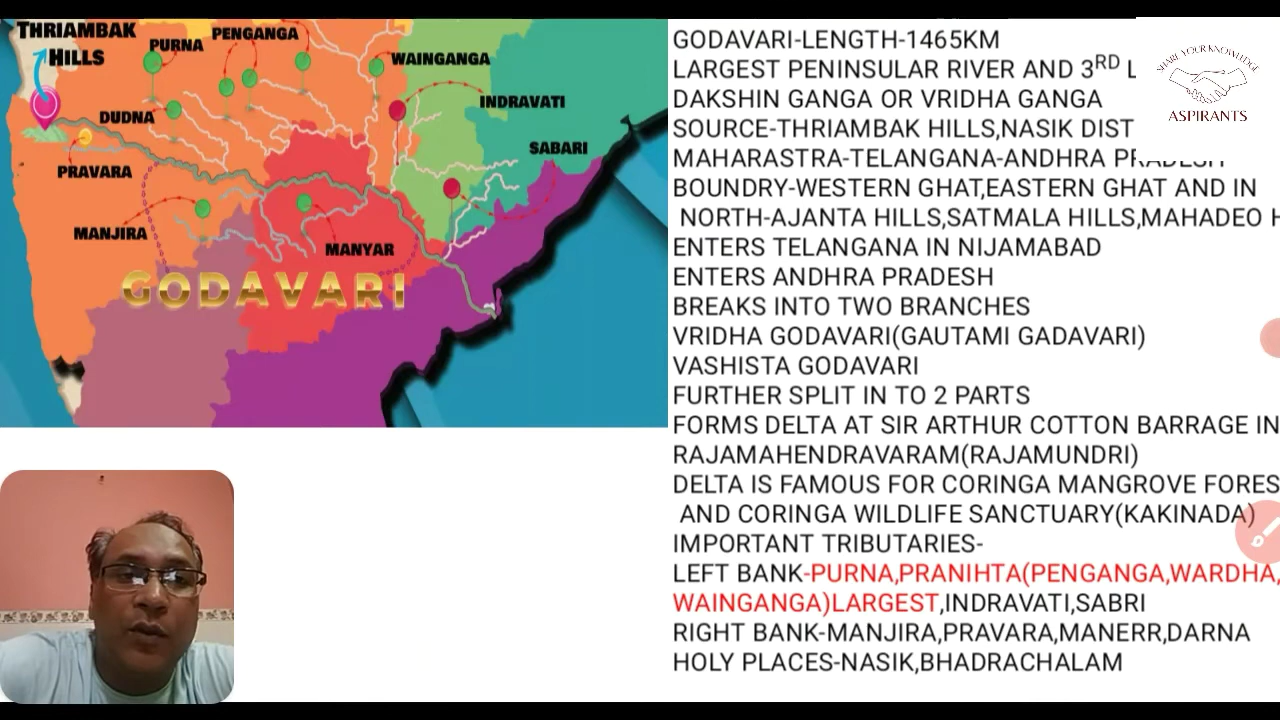 THRIAMBAK
HILLS
PURNA
PENGANGA
WAINGANGA
DUDNA
INDRAVATI
SABARI
PRAVARA
MANJIRA
MANYAR
GODAVARI
GODAVARI-LENGTH-1465KM
LARGEST PENINSULAR RIVER AND 3RD L
DAKSHIN GANGA OR VRIDHA GANGA
SOURCE-THRIAMBAK HILLS,NASIK DIST
MAHARASTRA-TELANGANA-ANDHRA PRADESH
BOUNDRY-WESTERN GHAT,EASTERN GHAT AND IN
NORTH-AJANTA HILLS,SATMALA HILLS,MAHADEO H
ENTERS TELANGANA IN NIJAMABAD
ENTERS ANDHRA PRADESH
BREAKS INTO TWO BRANCHES
VRIDHA GODAVARI(GAUTAMI GADAVARI)
VASHISTA GODAVARI
FURTHER SPLIT IN TO 2 PARTS
FORMS DELTA AT SIR ARTHUR COTTON BARRAGE IN
RAJAMAHENDRAVARAM(RAJAMUNDRI)
DELTA IS FAMOUS FOR CORINGA MANGROVE FORES
AND CORINGA WILDLIFE SANCTUARY(KAKINADA)
IMPORTANT TRIBUTARIES-
LEFT BANK-PURNA,PRANIHTA(PENGANGA,WARDHA,
WAINGANGA)LARGEST,INDRAVATI,SABRI
RIGHT BANK-MANJIRA,PRAVARA,MANERR,DARNA
HOLY PLACES-NASIK,BHADRACHALAM
SHARE YOUR KNOWLEDGE
ASPIRANTS